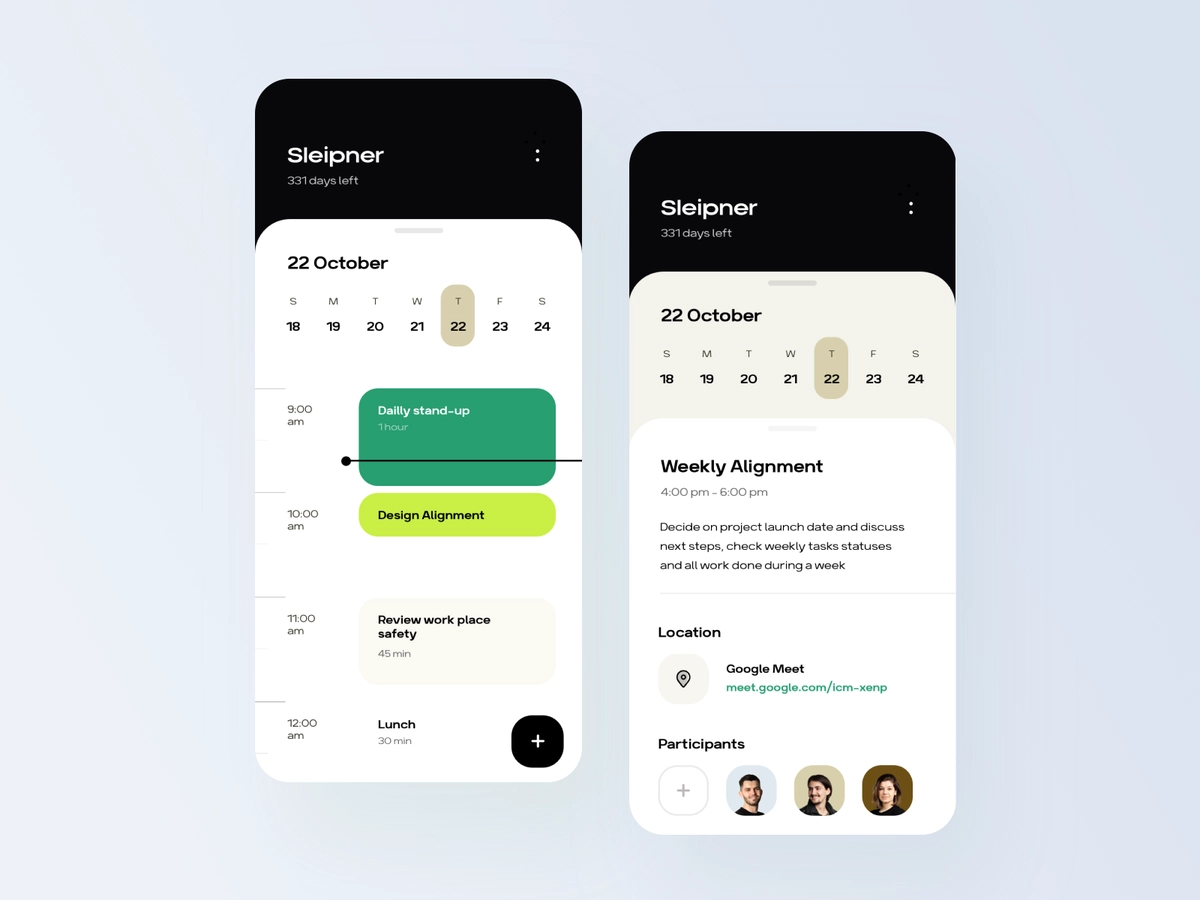 Sleipner
331 days left
22 October
S M T W T F S
18 19 20 21 22 23 24
9:00
am
Dailly stand-up
1 hour
10:00
am
Design Alignment
11:00
am
Review work place
safety
45 min
12:00
am
Lunch
30 min
Sleipner
331 days left
22 October
S M T W T F S
18 19 20 21 22 23 24
Weekly Alignment
4:00 pm - 6:00 pm
Decide on project launch date and discuss
next steps, check weekly tasks statuses
and all work done during a week
Location
Google Meet
meet.google.com/icm-xenp
Participants